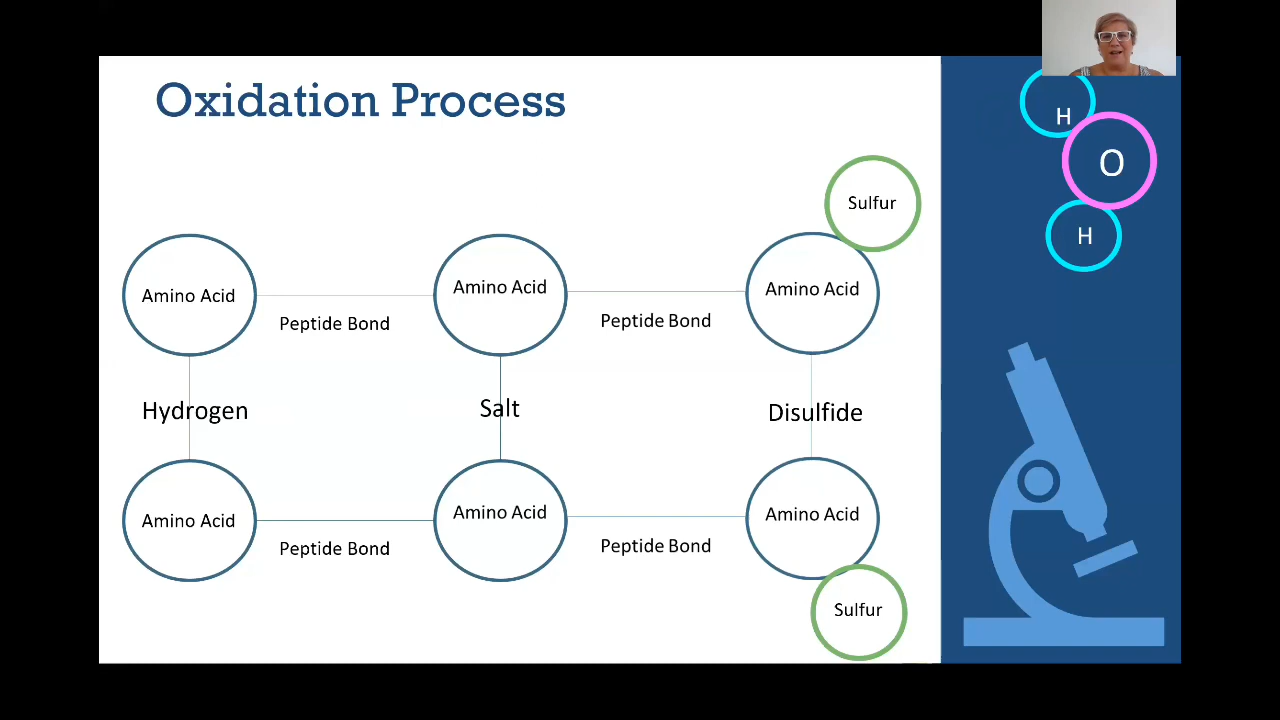 Oxidation Process
H
O
H
Sulfur
Amino Acid
Amino Acid
Amino Acid
Peptide Bond
Peptide Bond
Hydrogen
Salt
Disulfide
Amino Acid
Amino Acid
Amino Acid
Peptide Bond
Peptide Bond
Sulfur